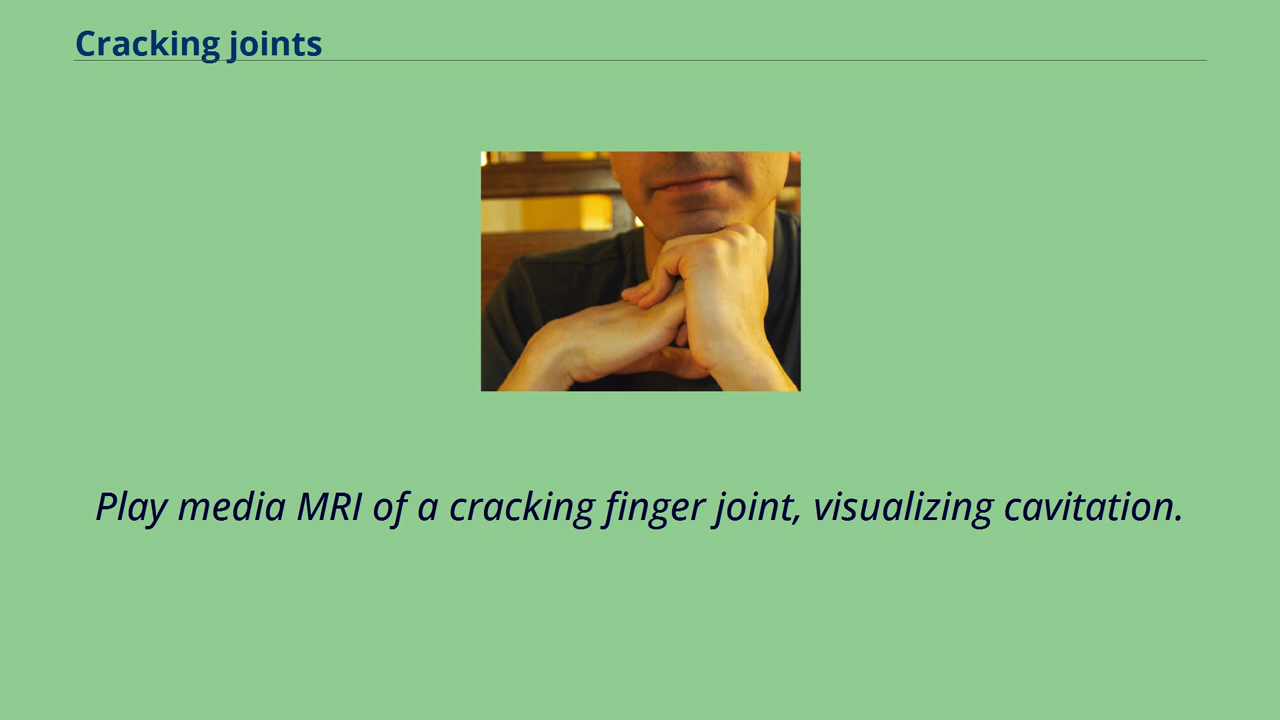 Cracking joints
Play media MRI of a cracking finger joint, visualizing cavitation.